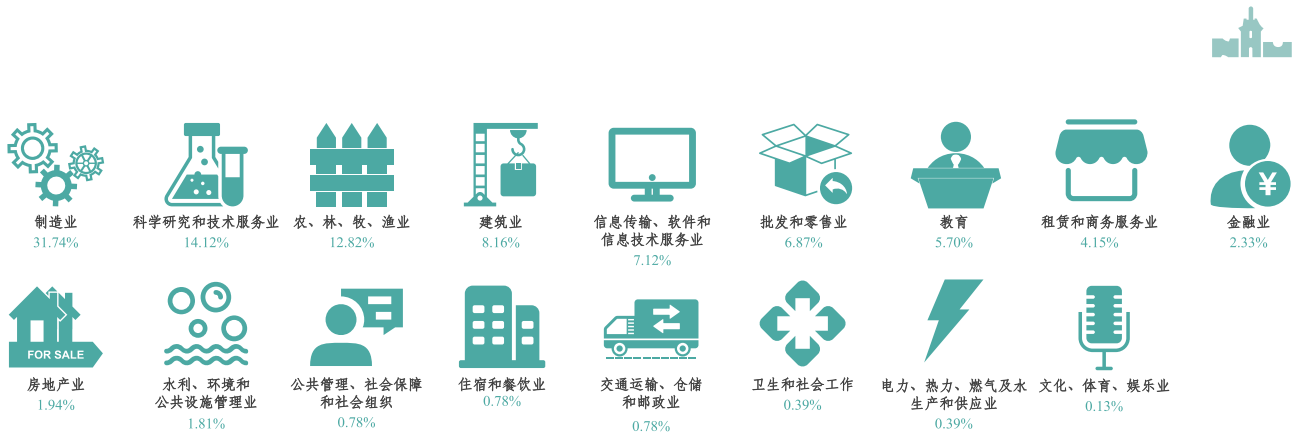 制造业
31.74%
科学研究和技术服务业
14.12%
农、林、牧、渔业
12.82%
建筑业
8.16%
信息传输、软件和
信息技术服务业
7.12%
批发和零售业
6.87%
教育
5.70%
租赁和商务服务业
4.15%
¥
金融业
2.33%
FOR SALE
房地产业
1.94%
水利、环境和
公共设施管理业
1.81%
公共管理、社会保障
和社会组织
0.78%
住宿和餐饮业
0.78%
交通运输、仓储
和邮政业
0.78%
卫生和社会工作
0.39%
电力、热力、燃气及水
生产和供应业
0.39%
文化、体育、娱乐业
0.13%